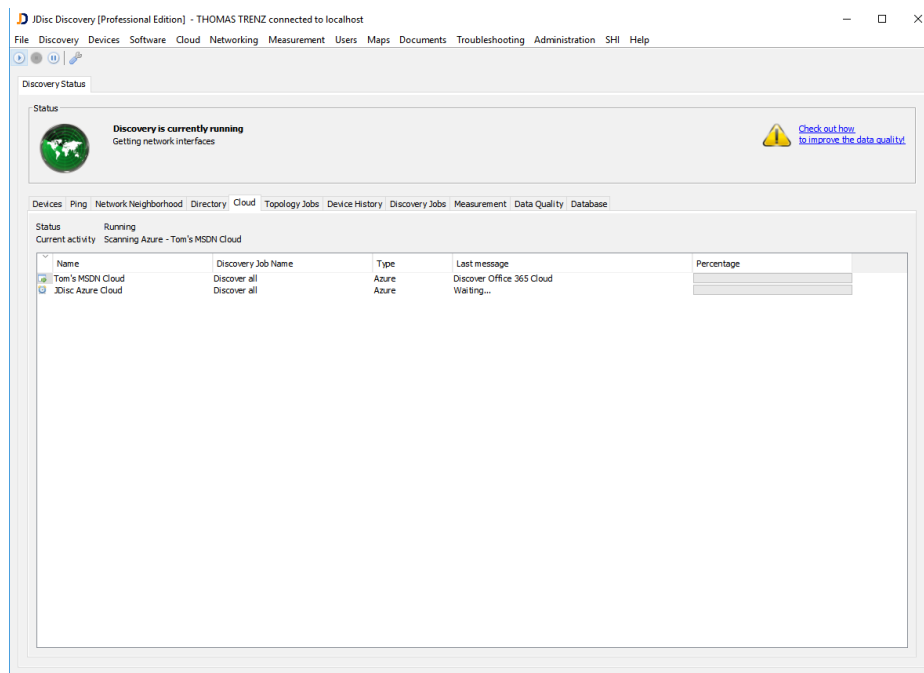 JDisc Discovery [Professional Edition] - THOMAS TRENZ connected to localhost
File Discovery Devices Software Cloud Networking Measurement Users Maps Documents Troubleshooting Administration SHI Help
Discovery Status
Status
Discovery is currently running
Getting network interfaces
Check out how
to improve the data quality!
Devices Ping Network Neighborhood Directory Cloud Topology Jobs Device History Discovery Jobs Measurement Data Quality Database
Status Running
Current activity Scanning Azure - Tom's MSDN Cloud
Name Discovery Job Name Type Last message Percentage
Tom's MSDN Cloud Discover all Azure Discover Office 365 Cloud
JDisc Azure Cloud Discover all Azure Waiting...